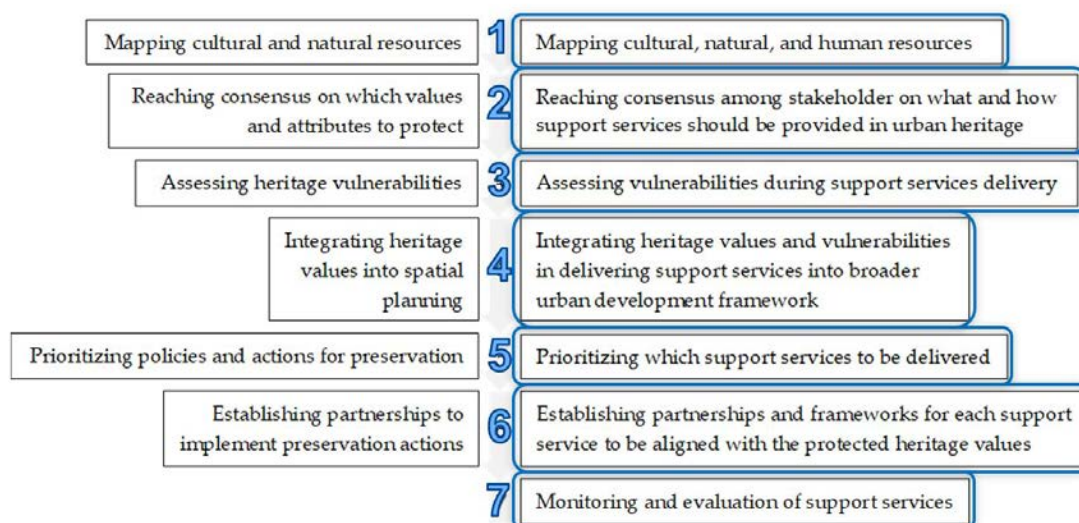 Mapping cultural and natural resources
1
Mapping cultural, natural, and human resources
Reaching consensus on which values
and attributes to protect
2
Reaching consensus among stakeholder on what and how
support services should be provided in urban heritage
Assessing heritage vulnerabilities
3
Assessing vulnerabilities during support services delivery
Integrating heritage
values into spatial
planning
4
Integrating heritage values and vulnerabilities
in delivering support services into broader
urban development framework
Prioritizing policies and actions for preservation
5
Prioritizing which support services to be delivered
Establishing partnerships to
implement preservation actions
6
Establishing partnerships and frameworks for each support
service to be aligned with the protected heritage values
7
Monitoring and evaluation of support services